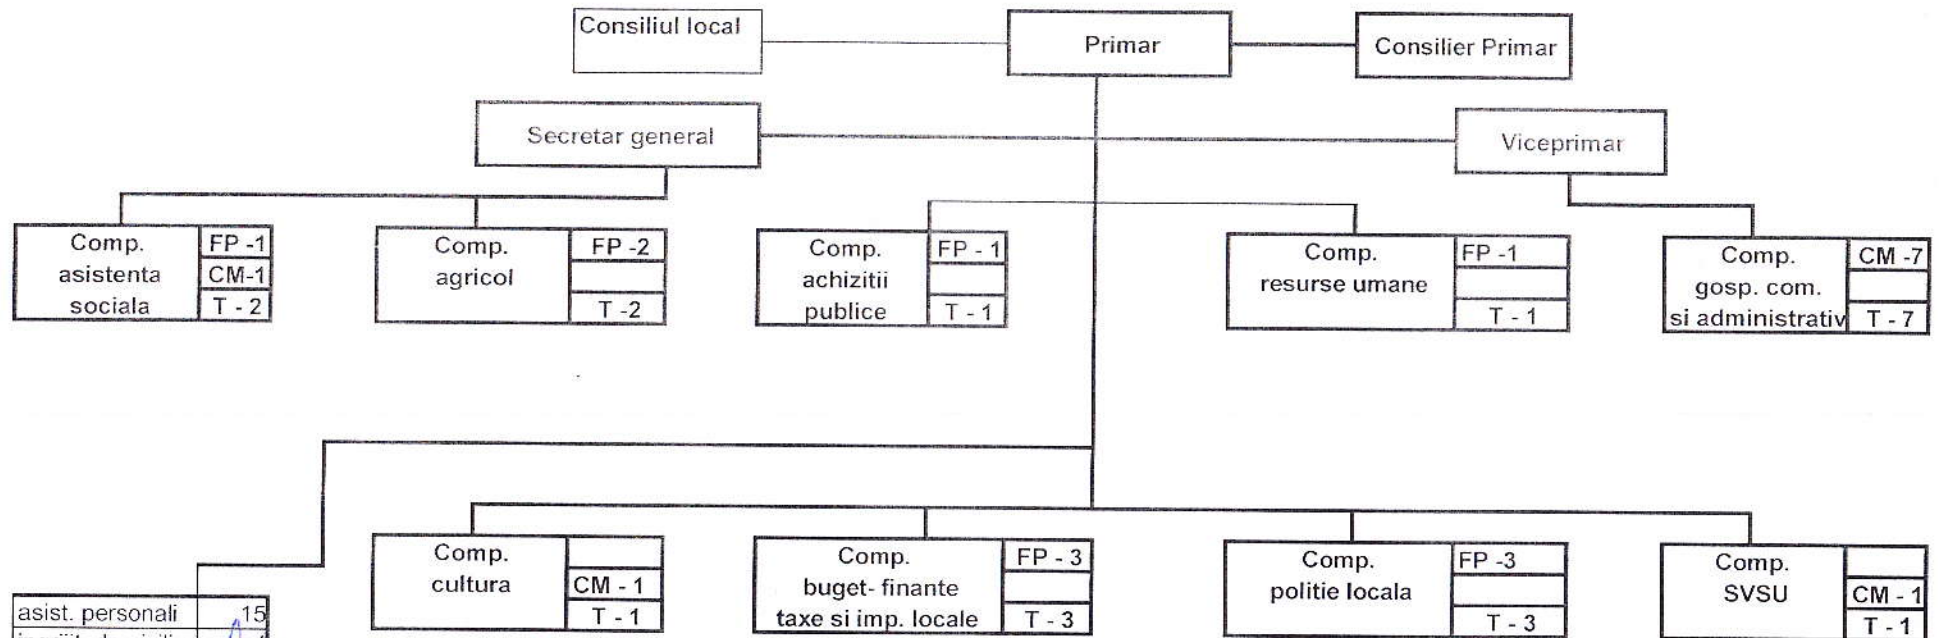 Consiliul local
Primar
Consilier Primar
Secretar general
Viceprimar
Comp.
asistenta
sociala
FP -1
CM-1
T - 2
Comp.
agricol
FP -2
T -2
Comp.
achizitii
publice
FP - 1
T - 1
Comp.
resurse umane
FP -1
T - 1
Comp.
gosp. com.
si administrativ
CM -7
T - 7
Comp.
cultura
CM - 1
T - 1
Comp.
buget- finante
taxe si imp. locale
FP - 3
T - 3
Comp.
politie locala
FP -3
T - 3
Comp.
SVSU
CM - 1
T - 1
asist. personali 15